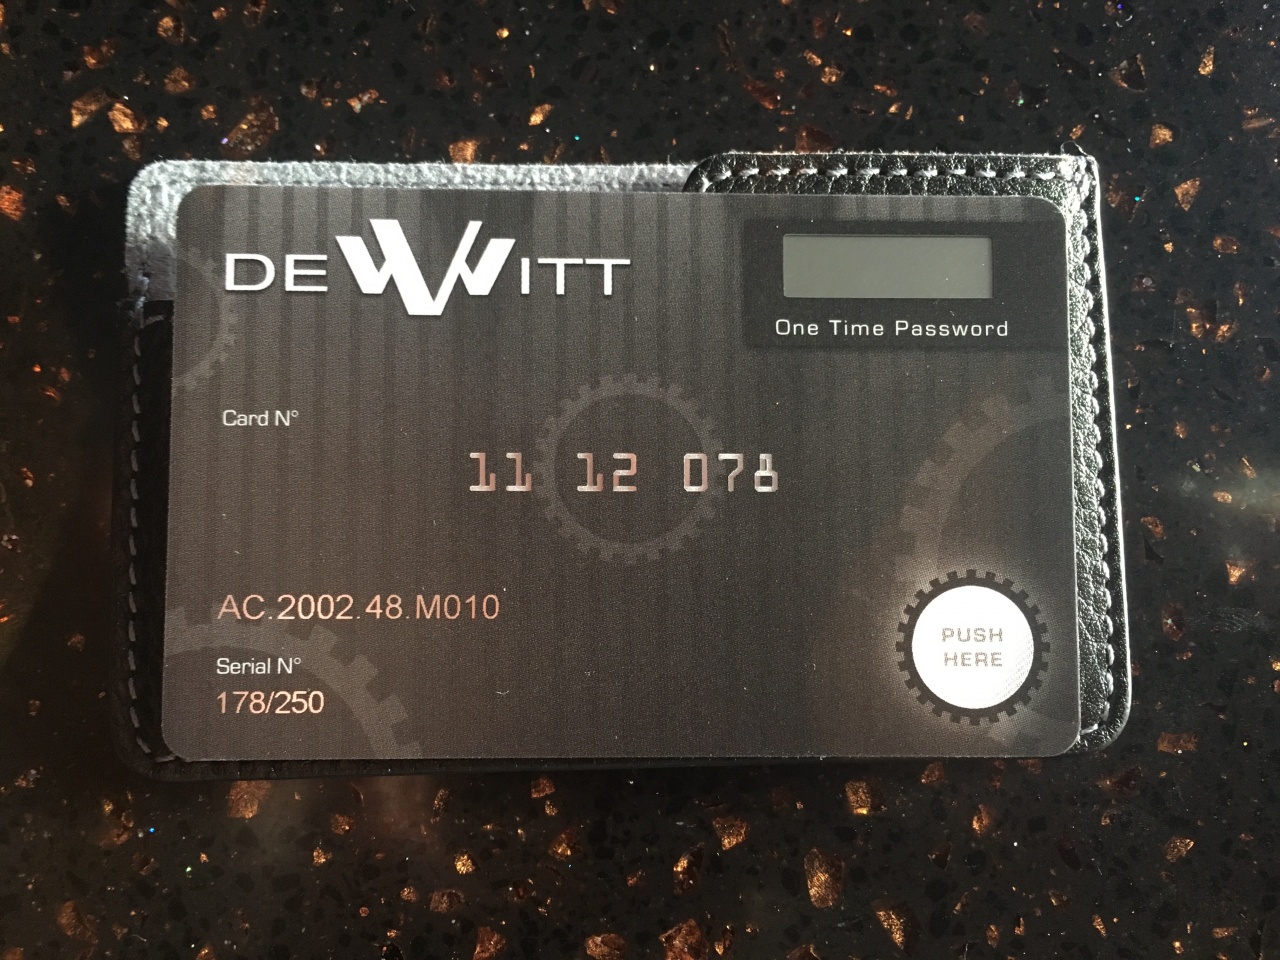 DEWITT
One Time Password
Card N°
11 12 078
AC.2002.48.M010
Serial N°
178/250
PUSH
HERE